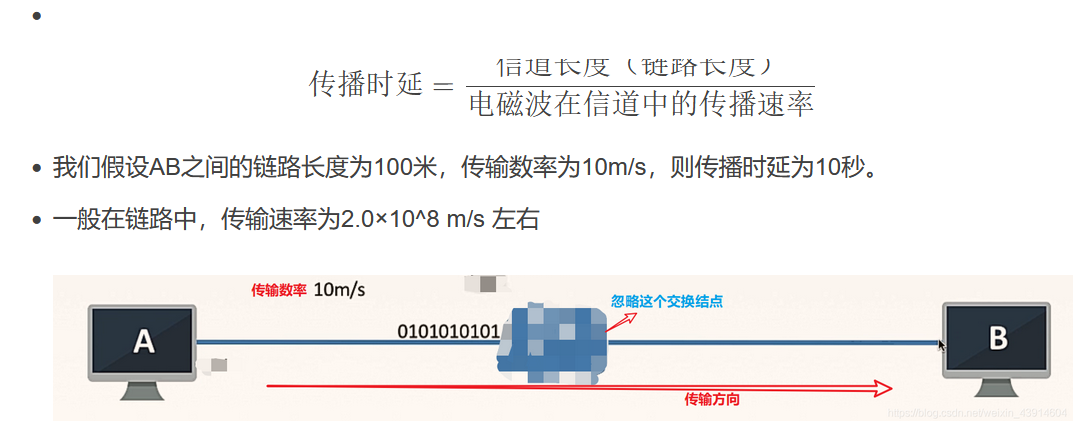 信道长度（链路长度）
传播时延 =
电磁波在信道中的传播速率
我们假设AB之间的链路长度为100米，传输数率为10m/s，则传播时延为10秒。
一般在链路中，传输速率为2.0×10^8 m/s 左右
传输数率 10m/s
忽略这个交换结点
A
0101010101
B
传输方向
https://blog.csdn.net/weixin_43914604